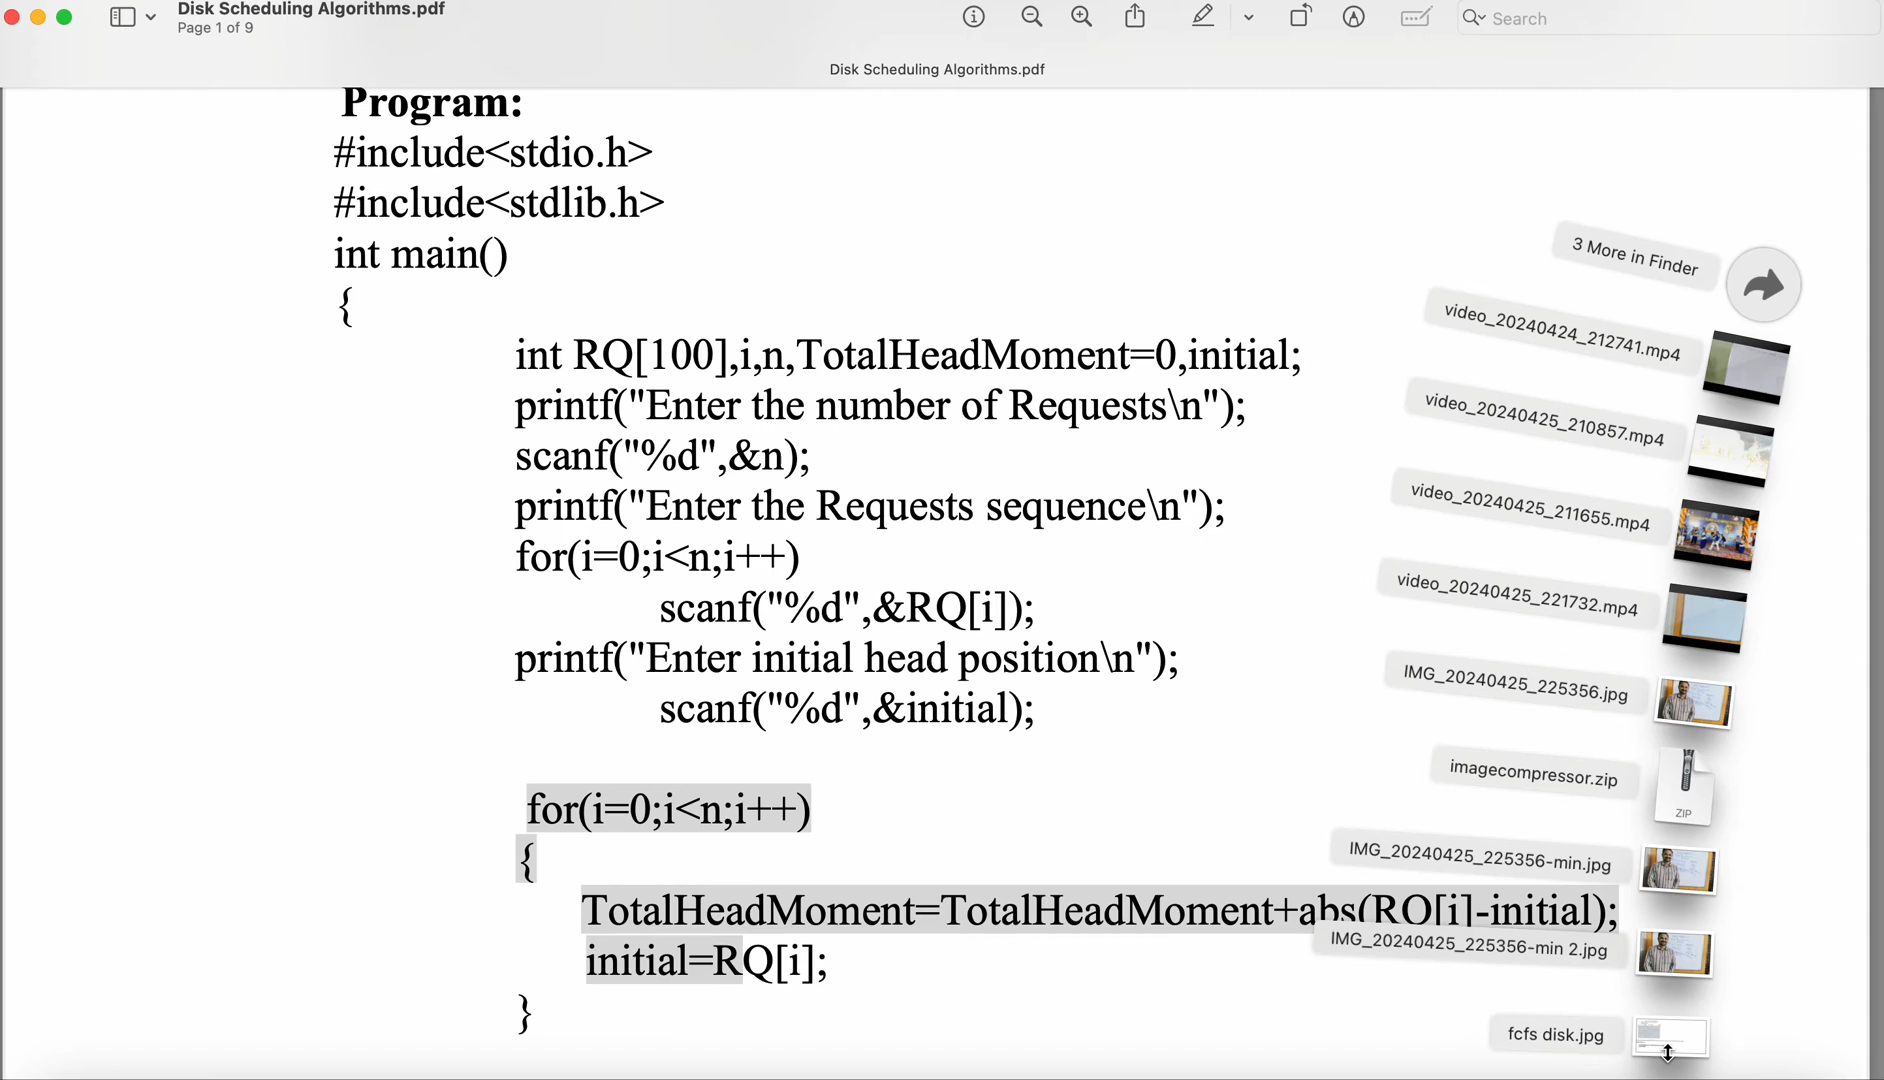 Disk Scheduling Algorithms.pdf
Page 1 of 9
Search
Disk Scheduling Algorithms.pdf
Program:
#include<stdio.h>
#include<stdlib.h>
int main()
{
int RQ[100],i,n,TotalHeadMoment=0,initial;
printf("Enter the number of Requests\n");
scanf("%d",&n);
printf("Enter the Requests sequence\n");
for(i=0;i<n;i++)
scanf("%d",&RQ[i]);
printf("Enter initial head position\n");
scanf("%d",&initial);
for(i=0;i<n;i++)
{
TotalHeadMoment=TotalHeadMoment+abs(RQ[i]-initial);
initial=RQ[i];
}
3 More in Finder
video_20240424_212741.mp4
video_20240425_210857.mp4
video_20240425_211655.mp4
video_20240425_221732.mp4
IMG_20240425_225356.jpg
imagecompressor.zip
ZIP
IMG_20240425_225356-min.jpg
IMG_20240425_225356-min 2.jpg
fcfs disk.jpg